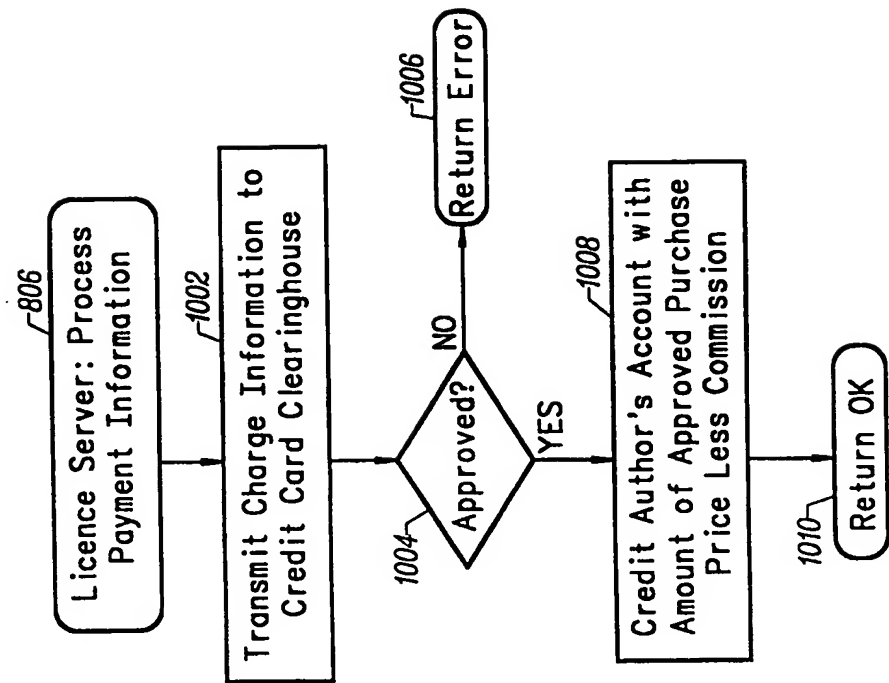 806
Licence Server: Process
Payment Information
1002
Transmit Charge Information to
Credit Card Clearinghouse
1004
Approved?
NO
1006
Return Error
YES
1008
Credit Author's Account with
Amount of Approved Purchase
Price Less Commission
1010
Return OK